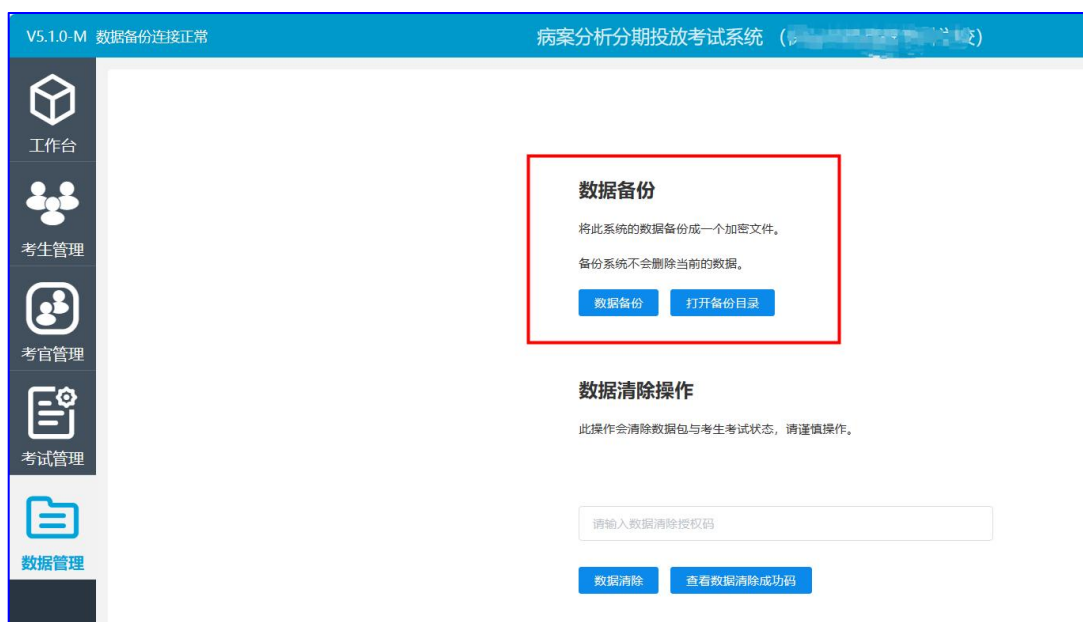 V5.1.0-M 数据备份连接正常
病案分析分期投放考试系统 (
工作台
考生管理
考官管理
考试管理
数据管理
数据备份
将此系统的数据备份成一个加密文件。
备份系统不会删除当前的数据。
数据备份 打开备份目录
数据清除操作
此操作会清除数据包与考生考试状态，请谨慎操作。
请输入数据清除授权码
数据清除 查看数据清除成功码